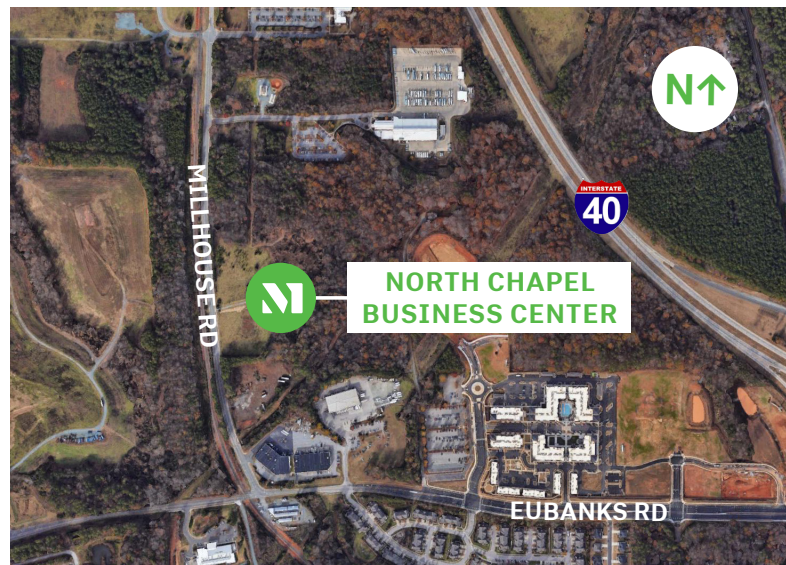 N↑
MILLHOUSE RD
INTERSTATE
40
M
NORTH CHAPEL
BUSINESS CENTER
EUBANKS RD